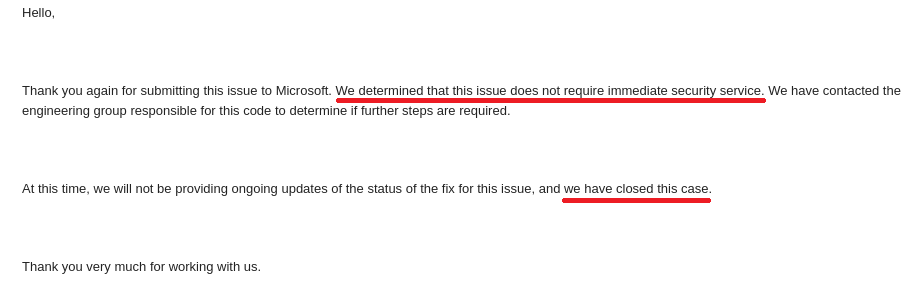 Hello,
Thank you again for submitting this issue to Microsoft. We determined that this issue does not require immediate security service. We have contacted the
engineering group responsible for this code to determine if further steps are required.
At this time, we will not be providing ongoing updates of the status of the fix for this issue, and we have closed this case.
Thank you very much for working with us.